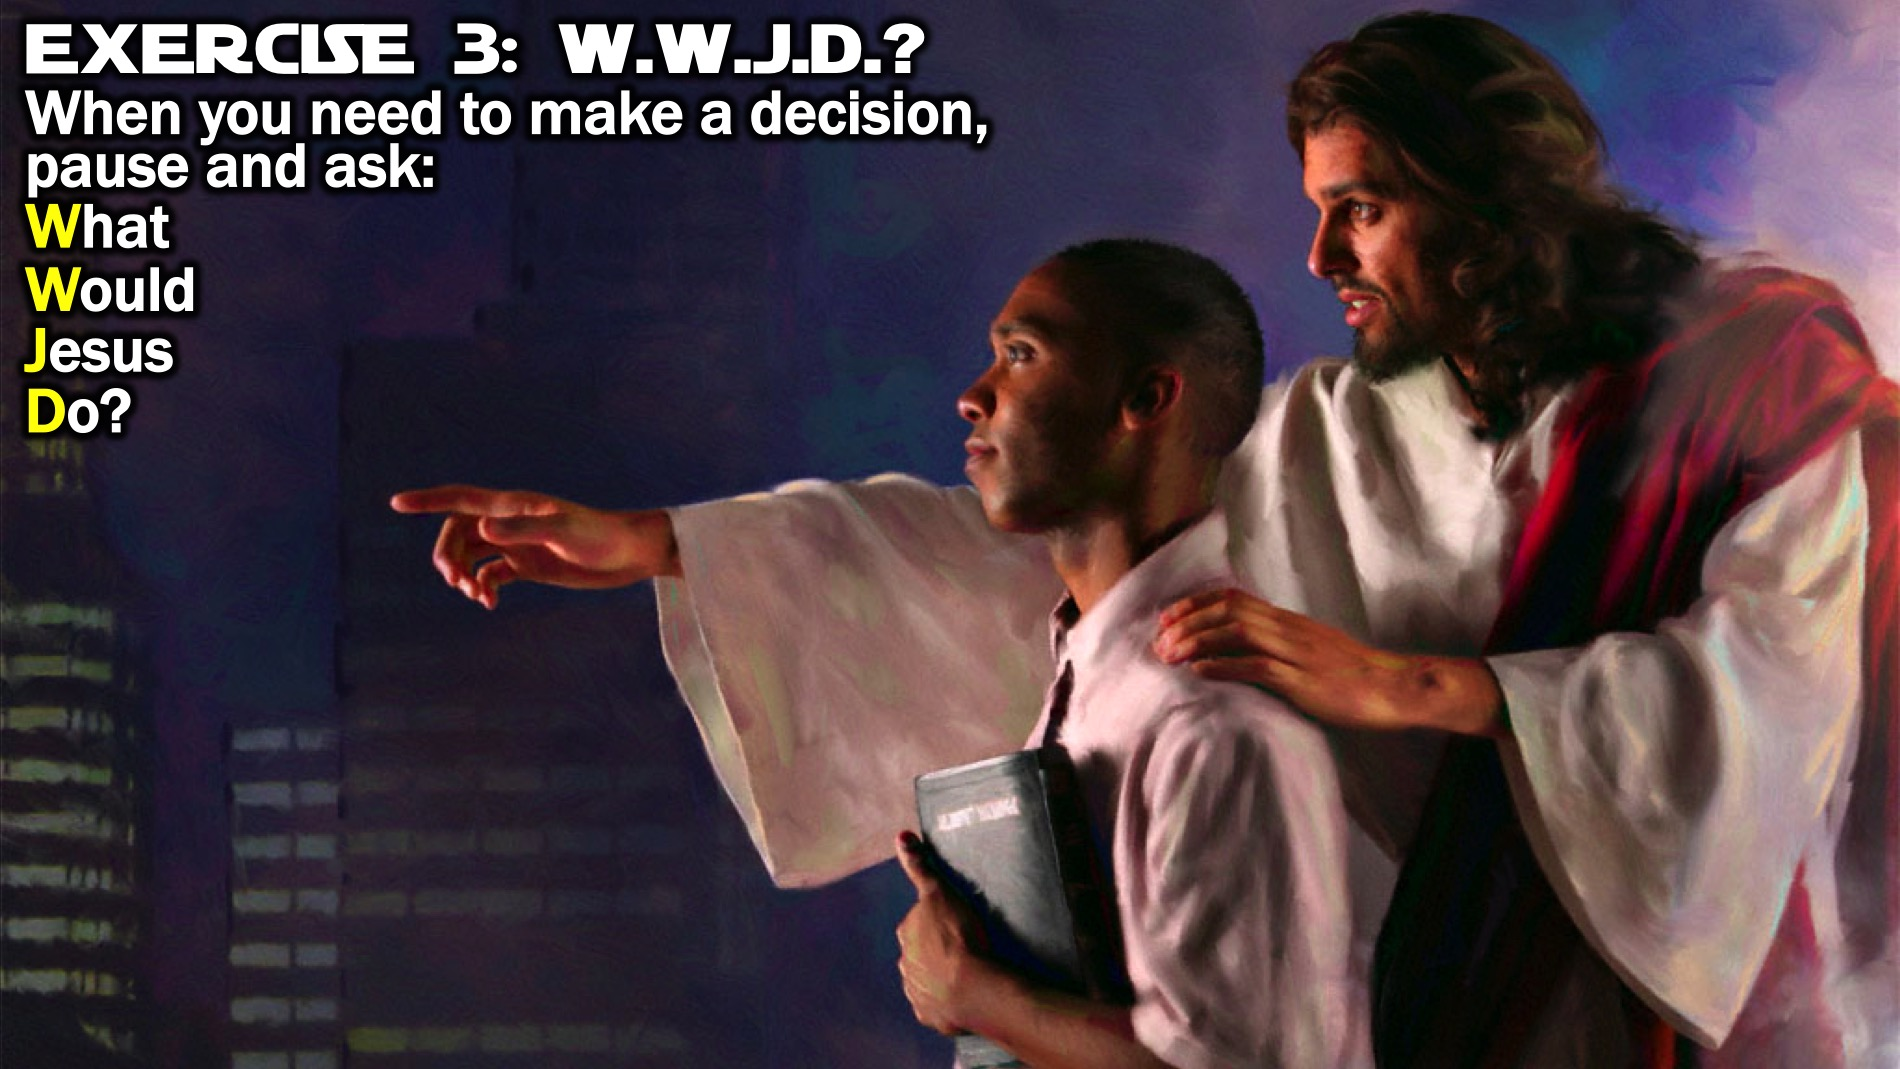 EXERCISE 3: W.W.J.D.?
When you need to make a decision,
pause and ask:
What
Would
Jesus
Do?